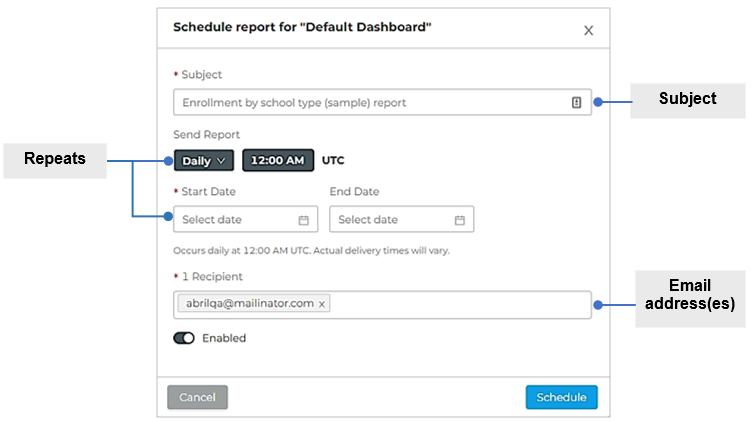 Schedule report for "Default Dashboard"
X
* Subject
Enrollment by school type (sample) report
Subject
Send Report
Repeats
Daily 12:00 AM UTC
* Start Date End Date
Select date Select date
Occurs daily at 12:00 AM UTC. Actual delivery times will vary.
* 1 Recipient
abrilqa@mailinator.com x
Email
address(es)
Enabled
Cancel Schedule